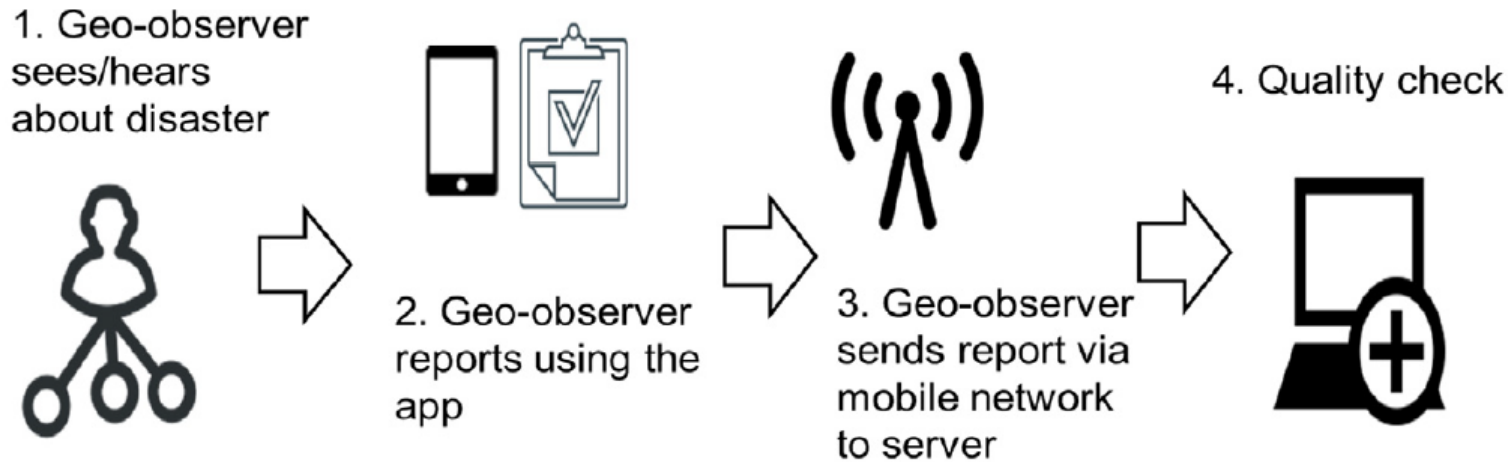 1. Geo-observer
sees/hears
about disaster
2. Geo-observer
reports using the
app
3. Geo-observer
sends report via
mobile network
to server
4. Quality check